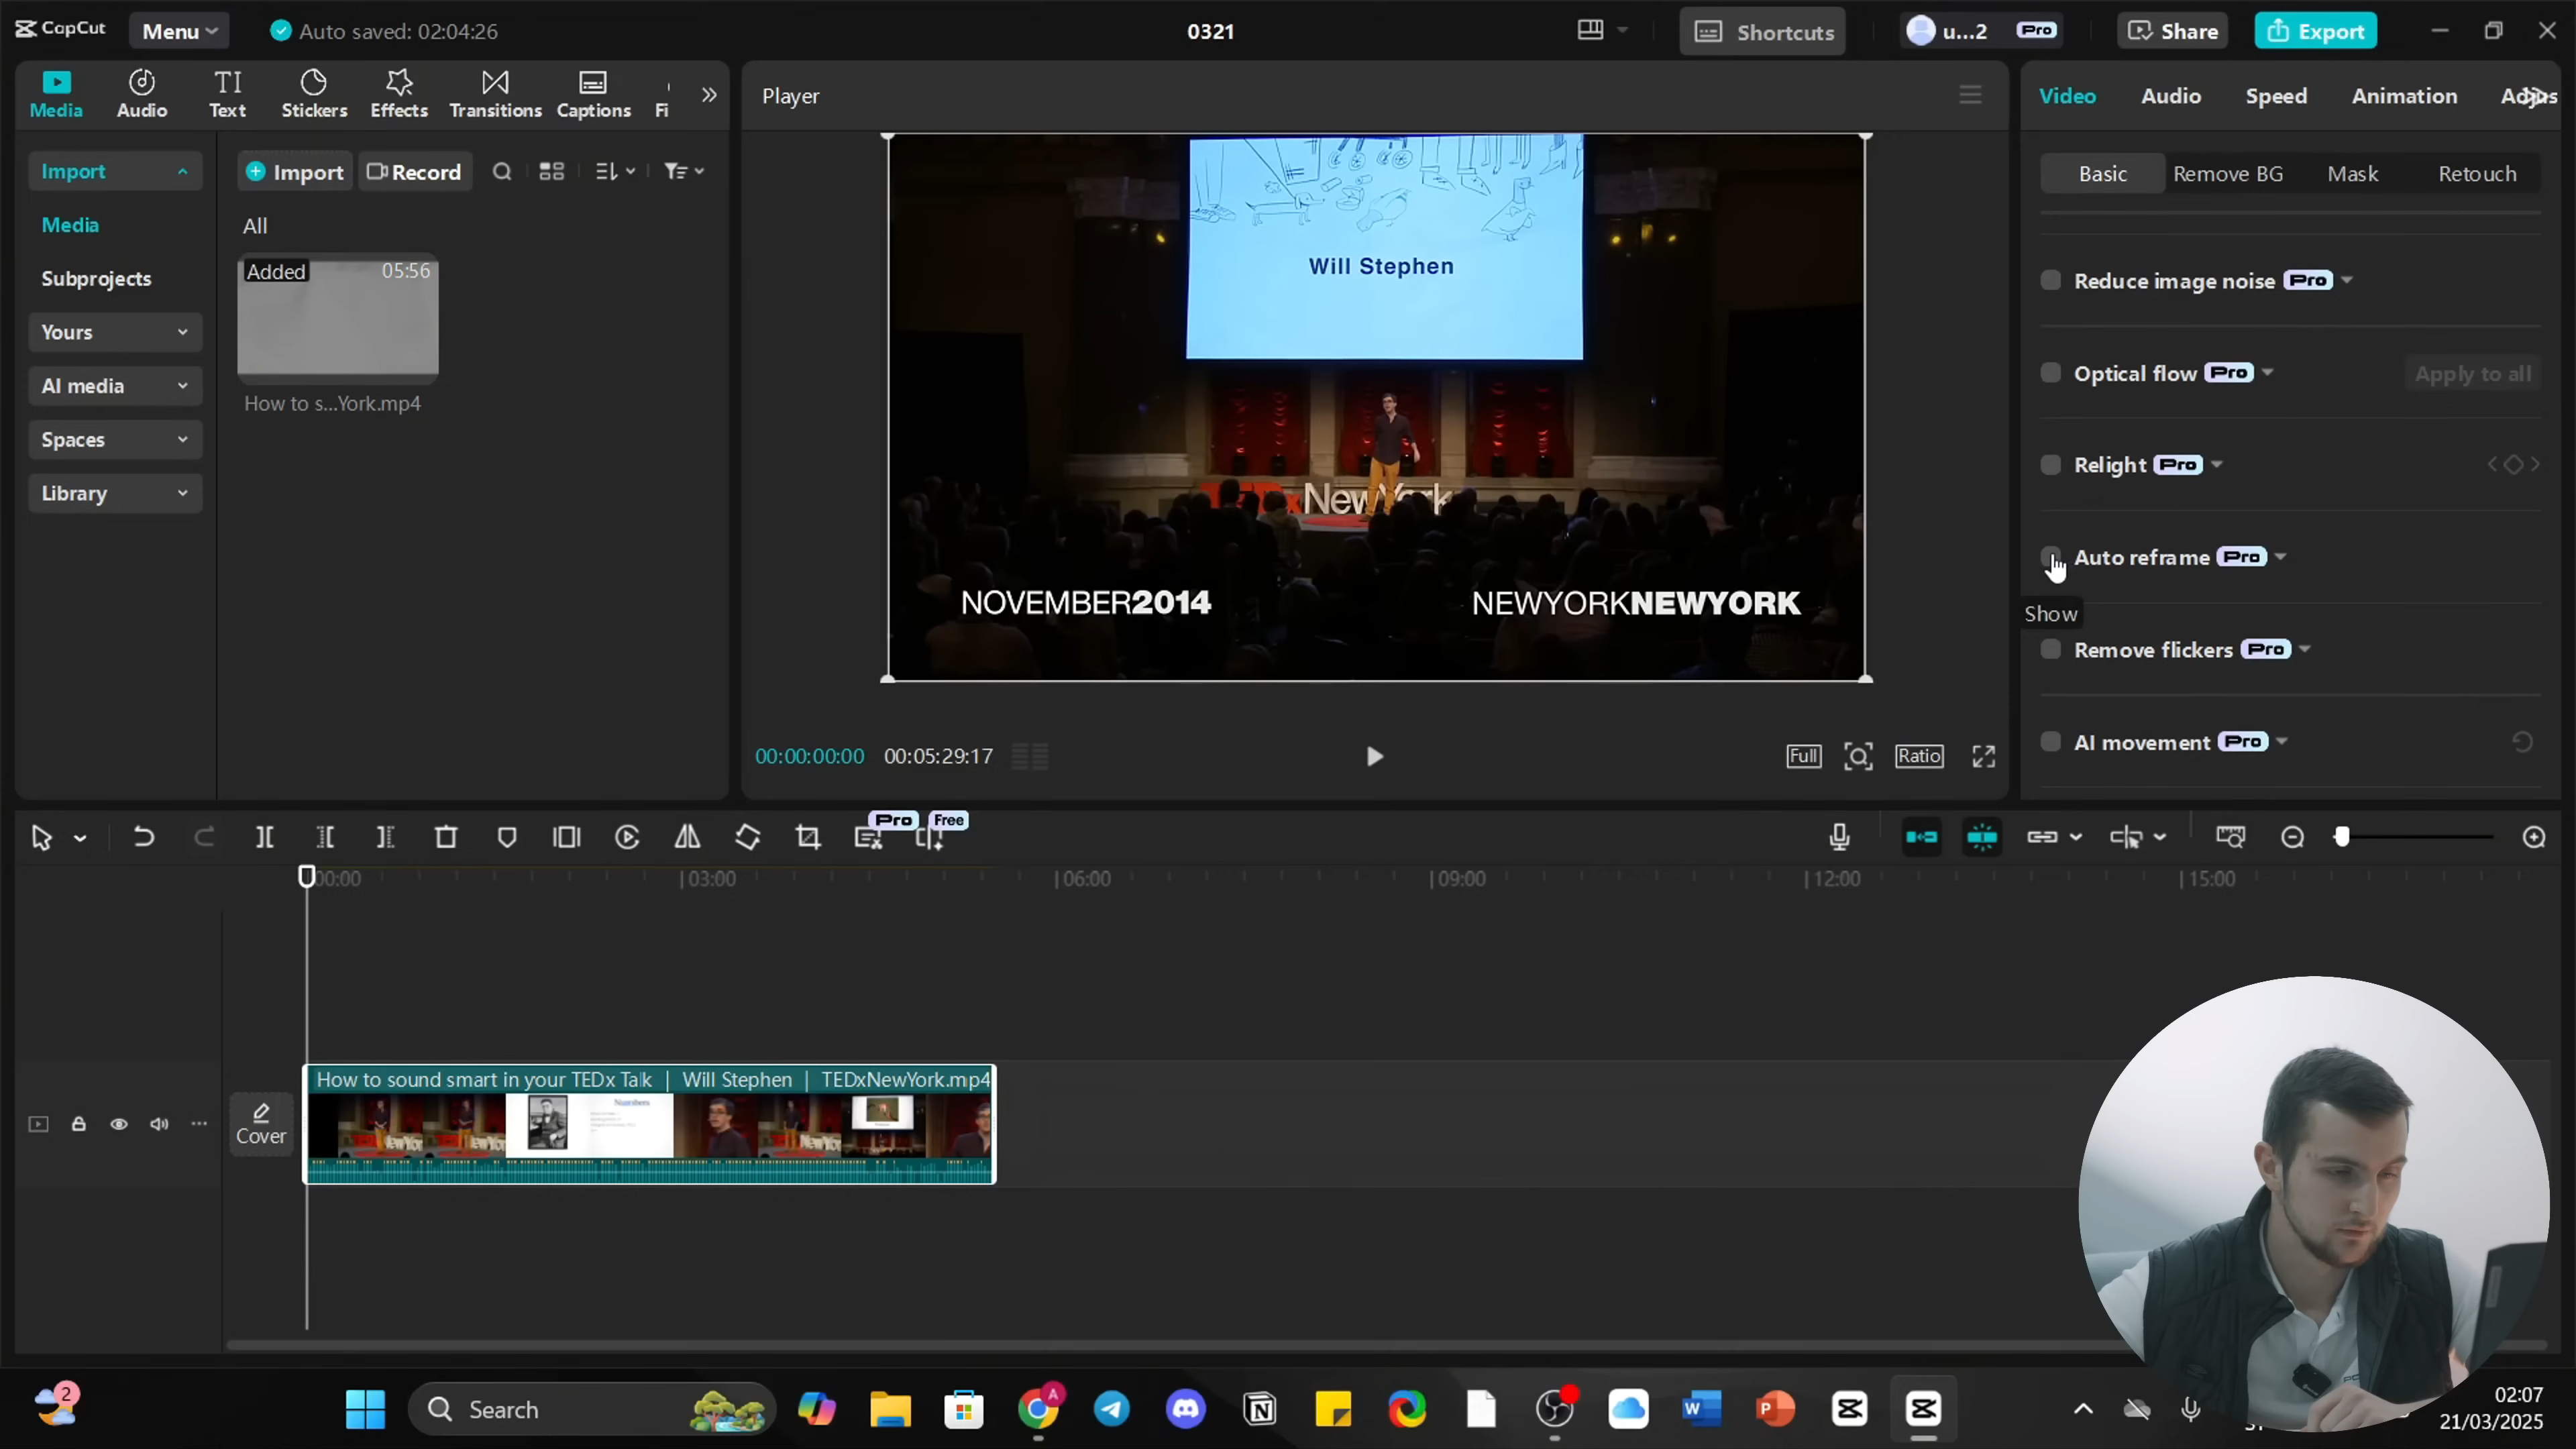 CapCut
Menu
Auto saved: 02:04:26
0321
Shortcuts
u...2
Pro
Share
Export
Media
Audio
Text
Stickers
Effects
Transitions
Captions
Fi
Player
Video
Audio
Speed
Animation
Import
Media
Subprojects
Yours
AI media
Spaces
Library
Import
Record
All
Added
05:56
How to s...York.mp4
Will Stephen
TEDxNewYork
NOVEMBER2014
NEWYORKNEWYORK
00:00:00:00
00:05:29:17
Full
Ratio
Basic
Remove BG
Mask
Retouch
Reduce image noise Pro
Optical flow Pro
Apply to all
Relight Pro
Auto reframe Pro
Show
Remove flickers Pro
AI movement Pro
Pro
Free
00:00
03:00
06:00
09:00
12:00
15:00
Cover
How to sound smart in your TEDx Talk | Will Stephen | TEDxNewYork.mp4
Numbers
2
Search
A
02:07
21/03/2025